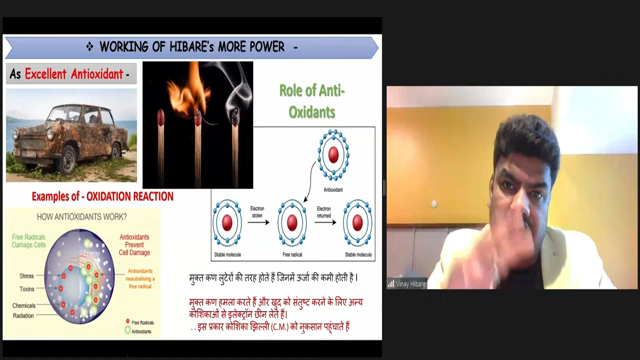 ❖ WORKING OF HIBARE's MORE POWER -
As Excellent Antioxidant -
Role of Anti-
Oxidants
Antioxidant
Electron
stolen
Electron
returned
Stable molecule
Free radical
Stable molecule
Examples of - OXIDATION REACTION
HOW ANTIOXIDANTS WORK?
Free Radicals
Damage Cells
Antioxidants
Prevent
Cell Damage
Stress
Toxins
Chemicals
Radiation
Antioxidants
neutralising a
free radical
Free Radicals
Antioxidants
मुक्त कण लुटेरों की तरह होते हैं जिनमें ऊर्जा की कमी होती है I
मुक्त कण हमला करते हैं और खुद को संतुष्ट करने के लिए अन्य
कोशिकाओं से इलेक्ट्रॉन छीन लेते हैं।
. . इस प्रकार कोशिका झिल्ली (C.M.) को नुकसान पहुंचाते हैं
Vinay Hibare